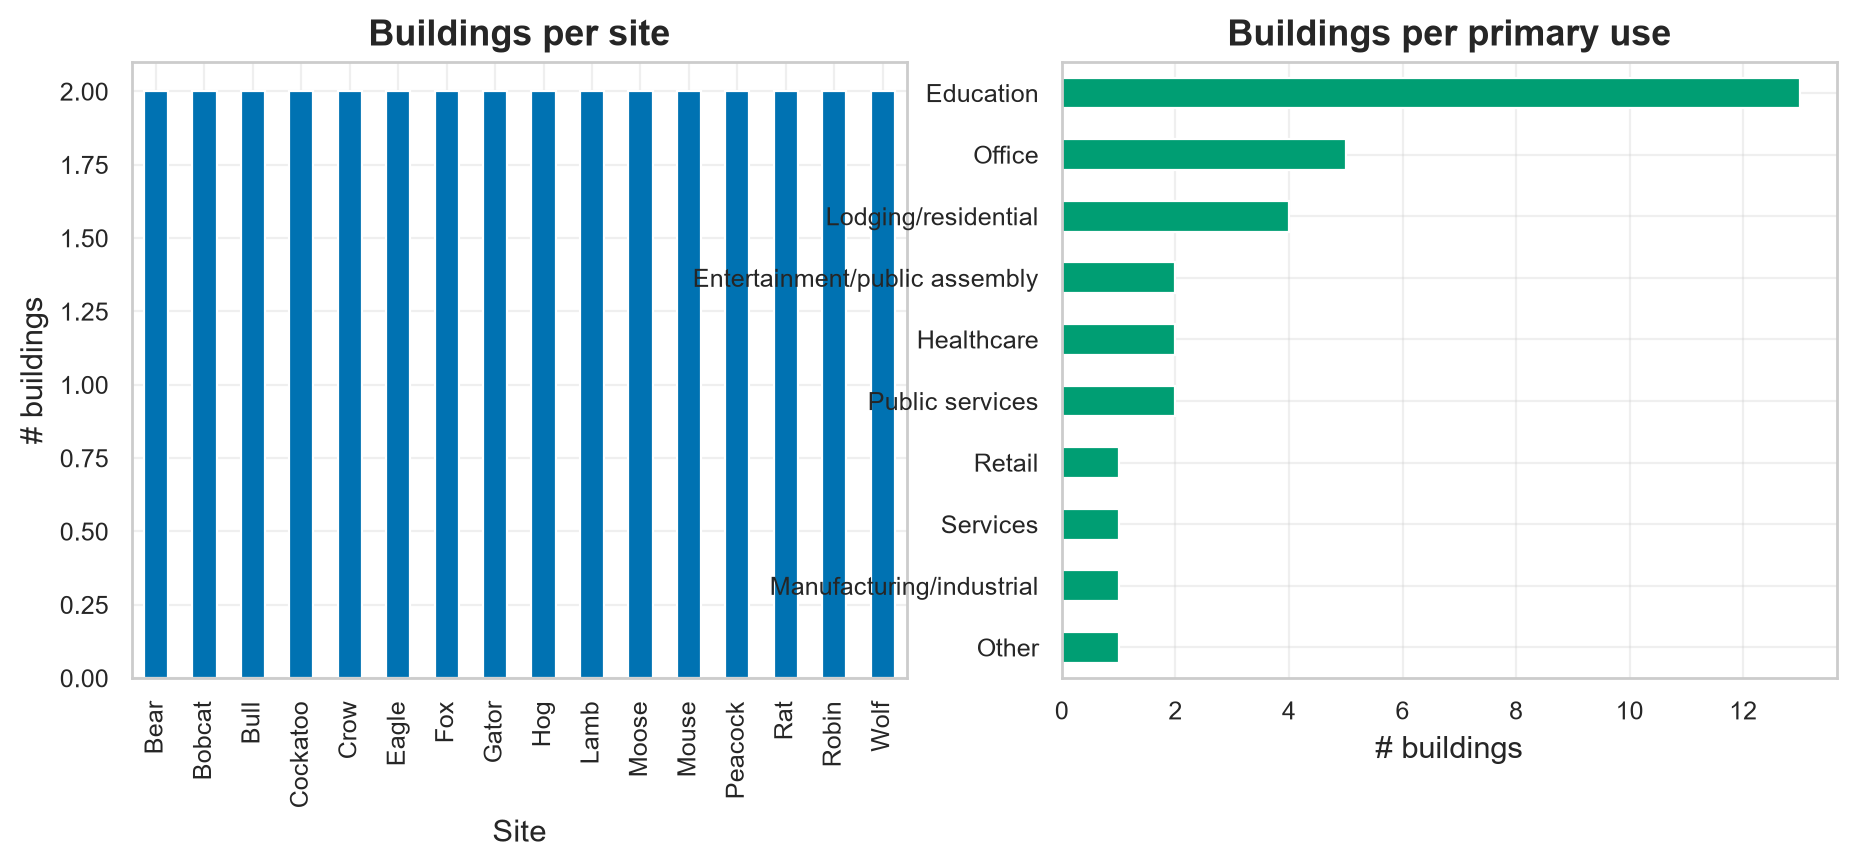 Buildings per site
# buildings
2.00
1.75
1.50
1.25
1.00
0.75
0.50
0.25
0.00
Bear
Bobcat
Bull
Cockatoo
Crow
Eagle
Fox
Gator
Hog
Lamb
Moose
Mouse
Peacock
Rat
Robin
Wolf
Site
Buildings per primary use
Education
Office
Lodging/residential
Entertainment/public assembly
Healthcare
Public services
Retail
Services
Manufacturing/industrial
Other
0 2 4 6 8 10 12
# buildings